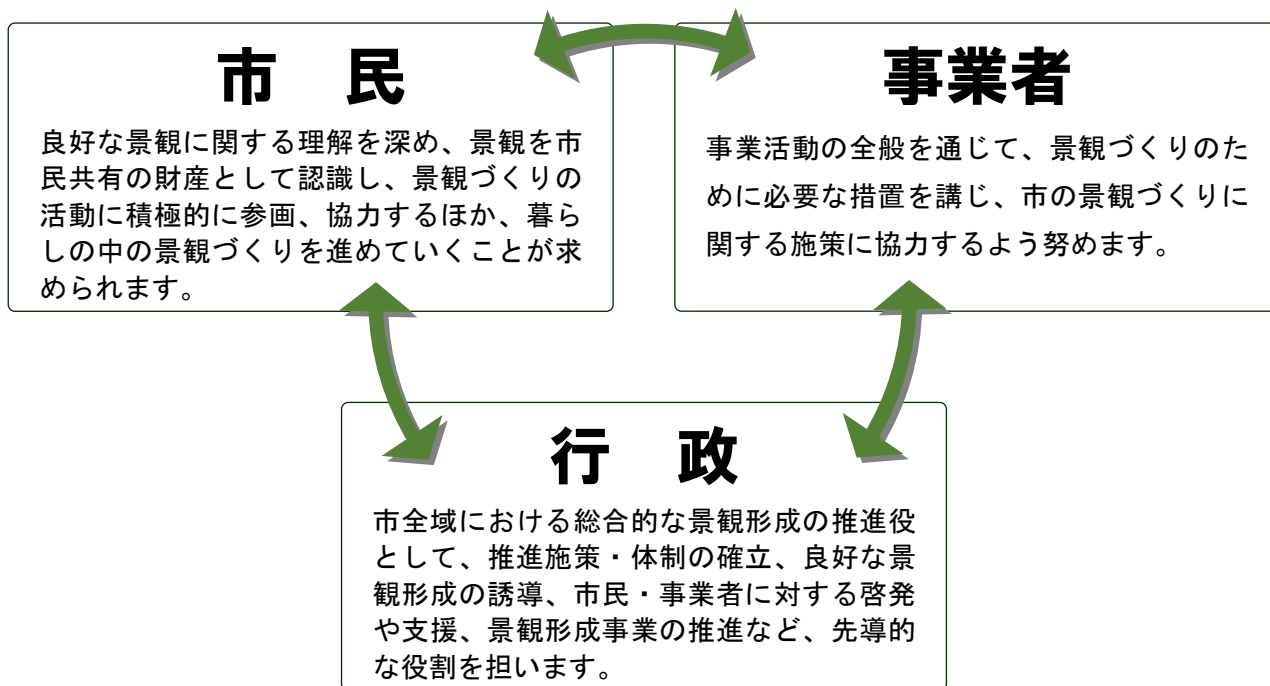 市　民
良好な景観に関する理解を深め、景観を市
民共有の財産として認識し、景観づくりの
活動に積極的に参画、協力するほか、暮ら
しの中の景観づくりを進めていくことが求
められます。
事業者
事業活動の全般を通じて、景観づくりのた
めに必要な措置を講じ、市の景観づくりに
関する施策に協力するよう努めます。
行　政
市全域における総合的な景観形成の推進役
として、推進施策・体制の確立、良好な景
観形成の誘導、市民・事業者に対する啓発
や支援、景観形成事業の推進など、先導的
な役割を担います。